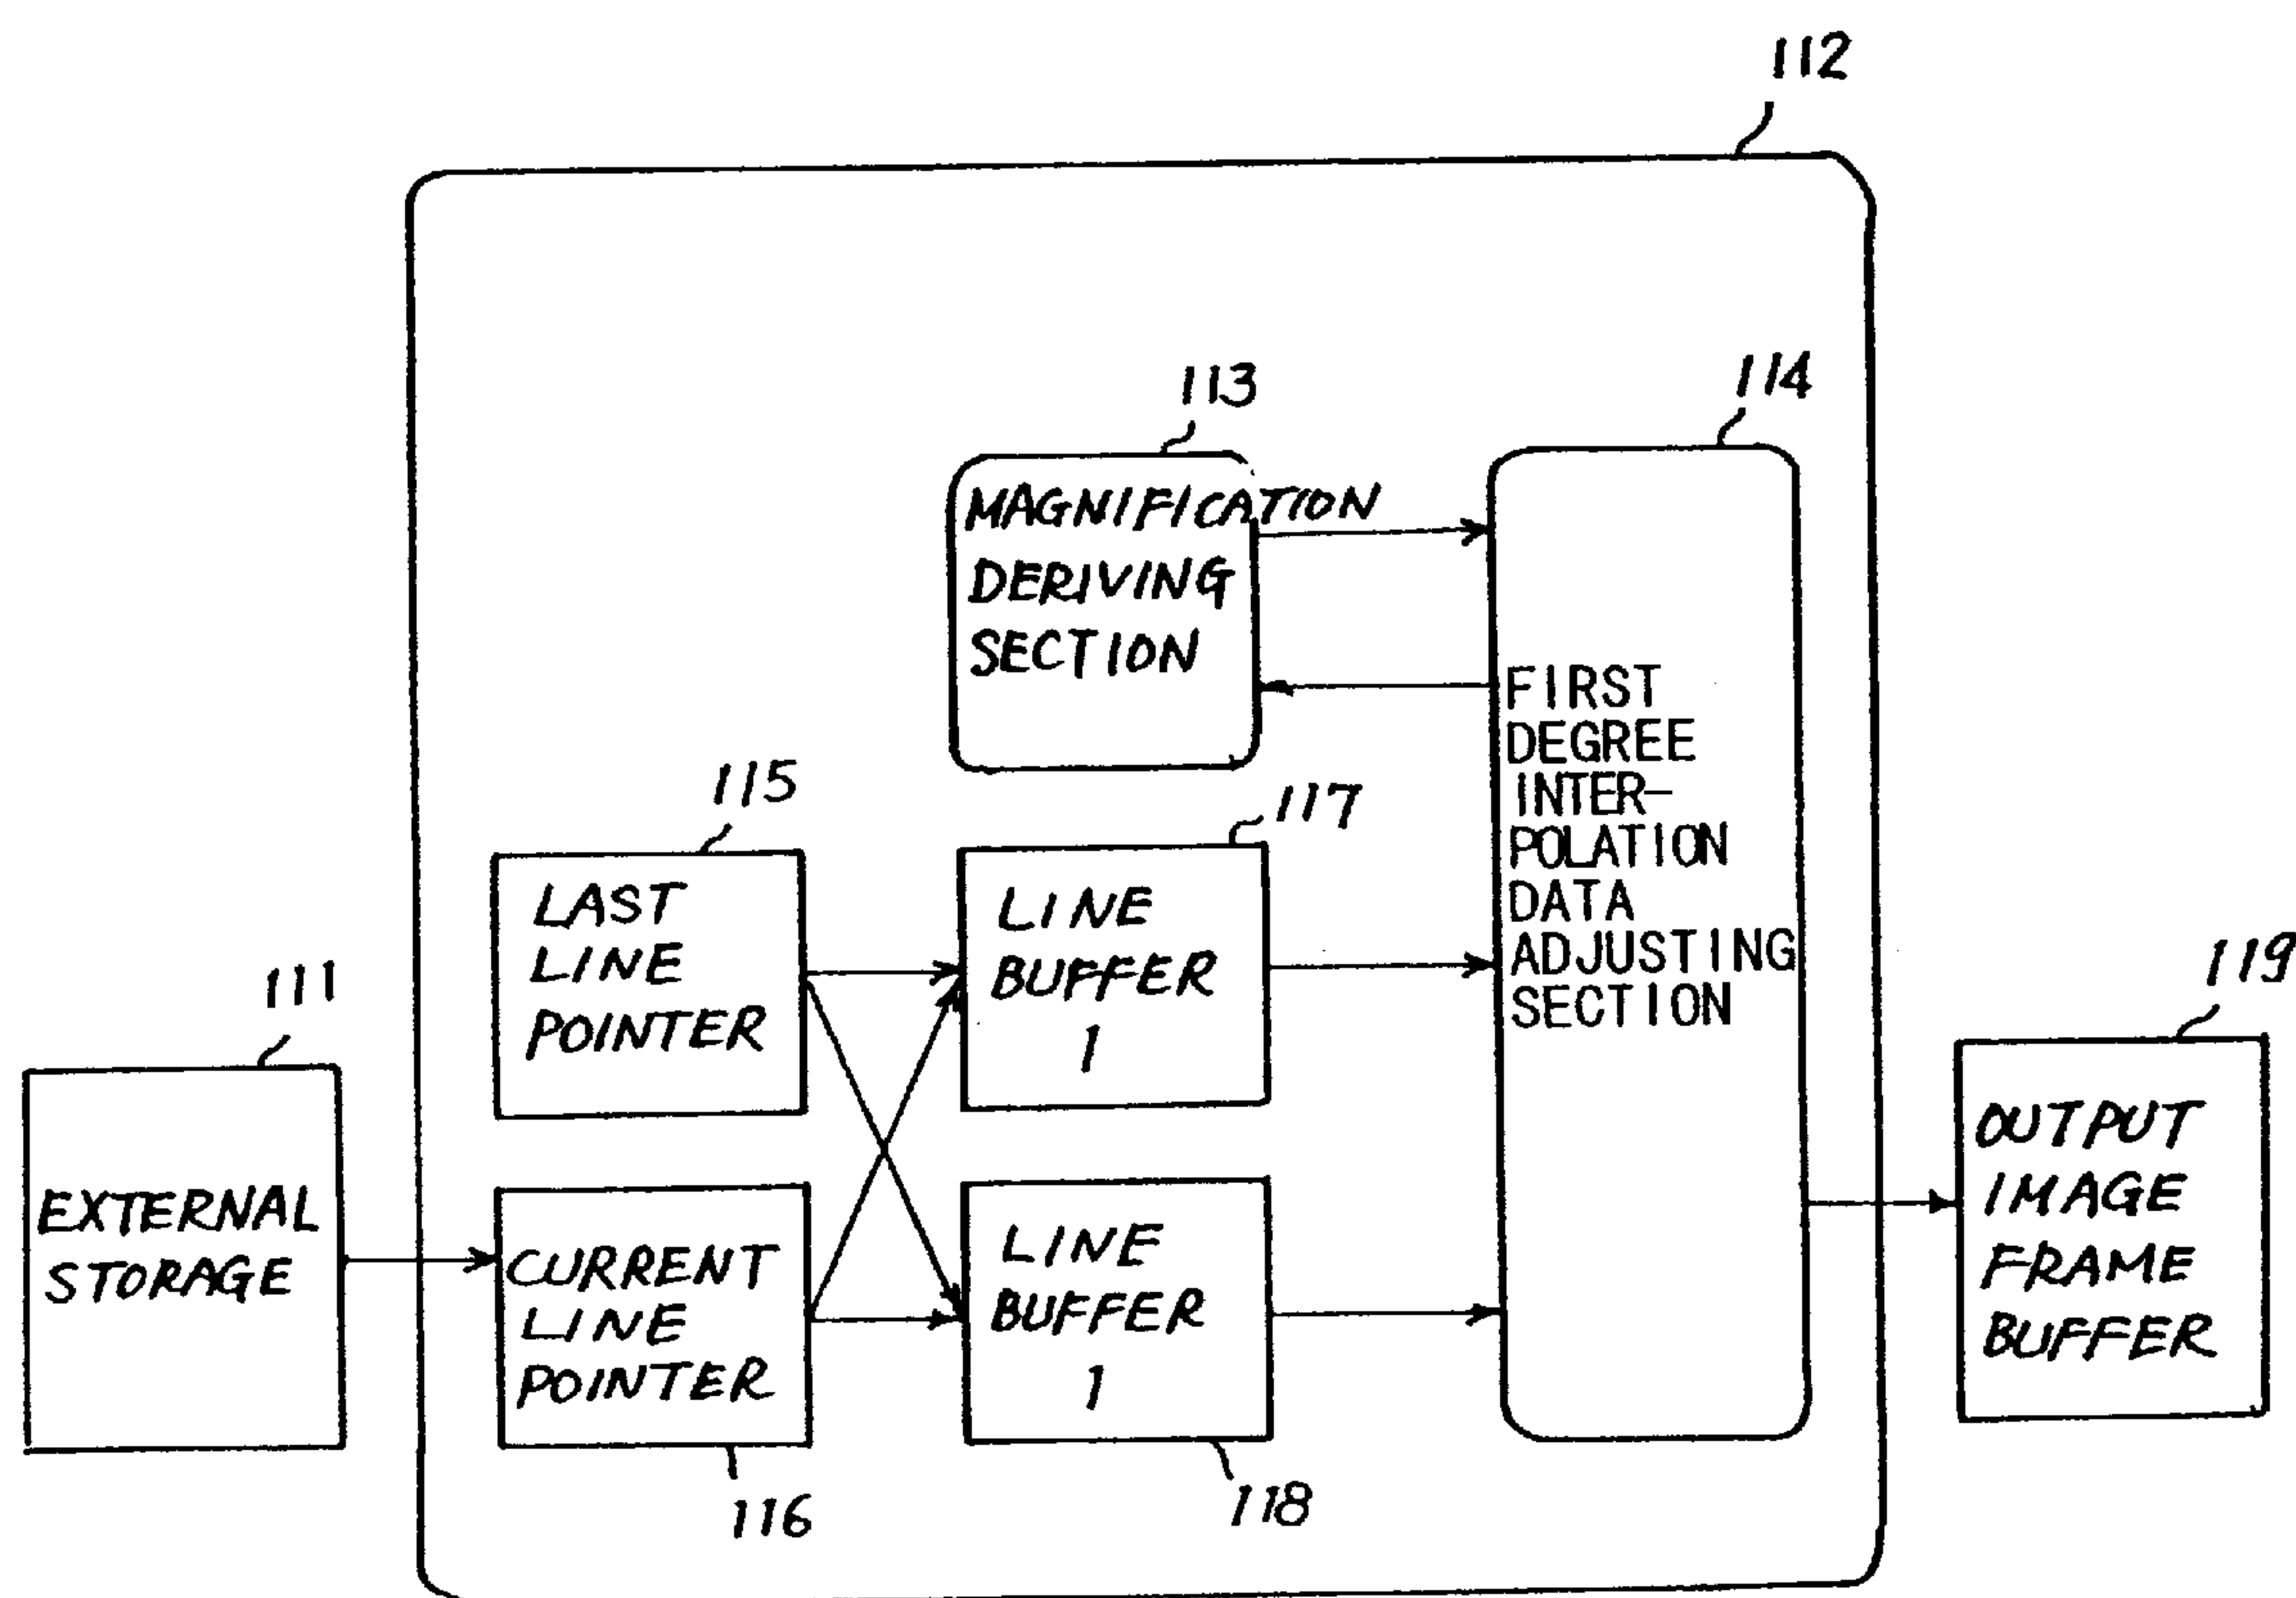 112
113
MAGNIFICATION
DERIVING
SECTION
114
FIRST
DEGREE
INTER-
POLATION
DATA
ADJUSTING
SECTION
115
LAST
LINE
POINTER
117
LINE
BUFFER
1
111
EXTERNAL
STORAGE
CURRENT
LINE
POINTER
116
LINE
BUFFER
1
118
119
OUTPUT
IMAGE
FRAME
BUFFER